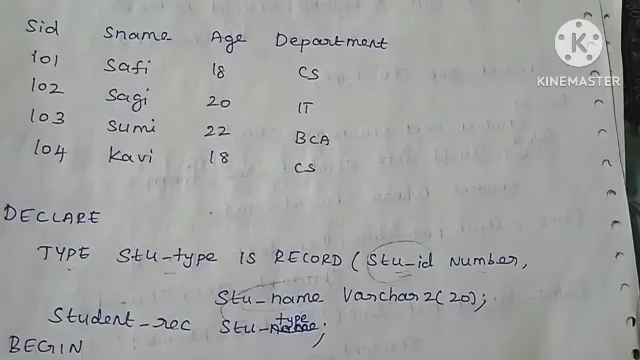 Sid Sname Age Department
101 Safi 18 CS
102 Sagi 20 IT
103 Sumi 22 BCA
104 Kavi 18 CS
KINEMASTER
DECLARE
TYPE Stu-type IS RECORD (Stu-id Number,
Stu-name Varchar2(20);
Student-rec Stu-type;
BEGIN